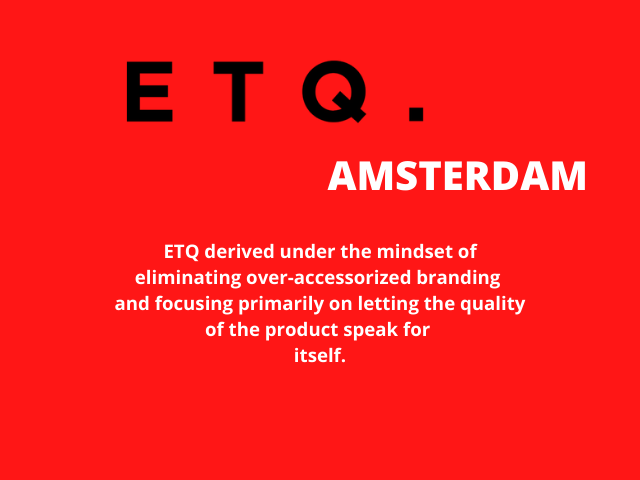 E T Q .
AMSTERDAM
ETQ derived under the mindset of
eliminating over-accessorized branding
and focusing primarily on letting the quality
of the product speak for
itself.